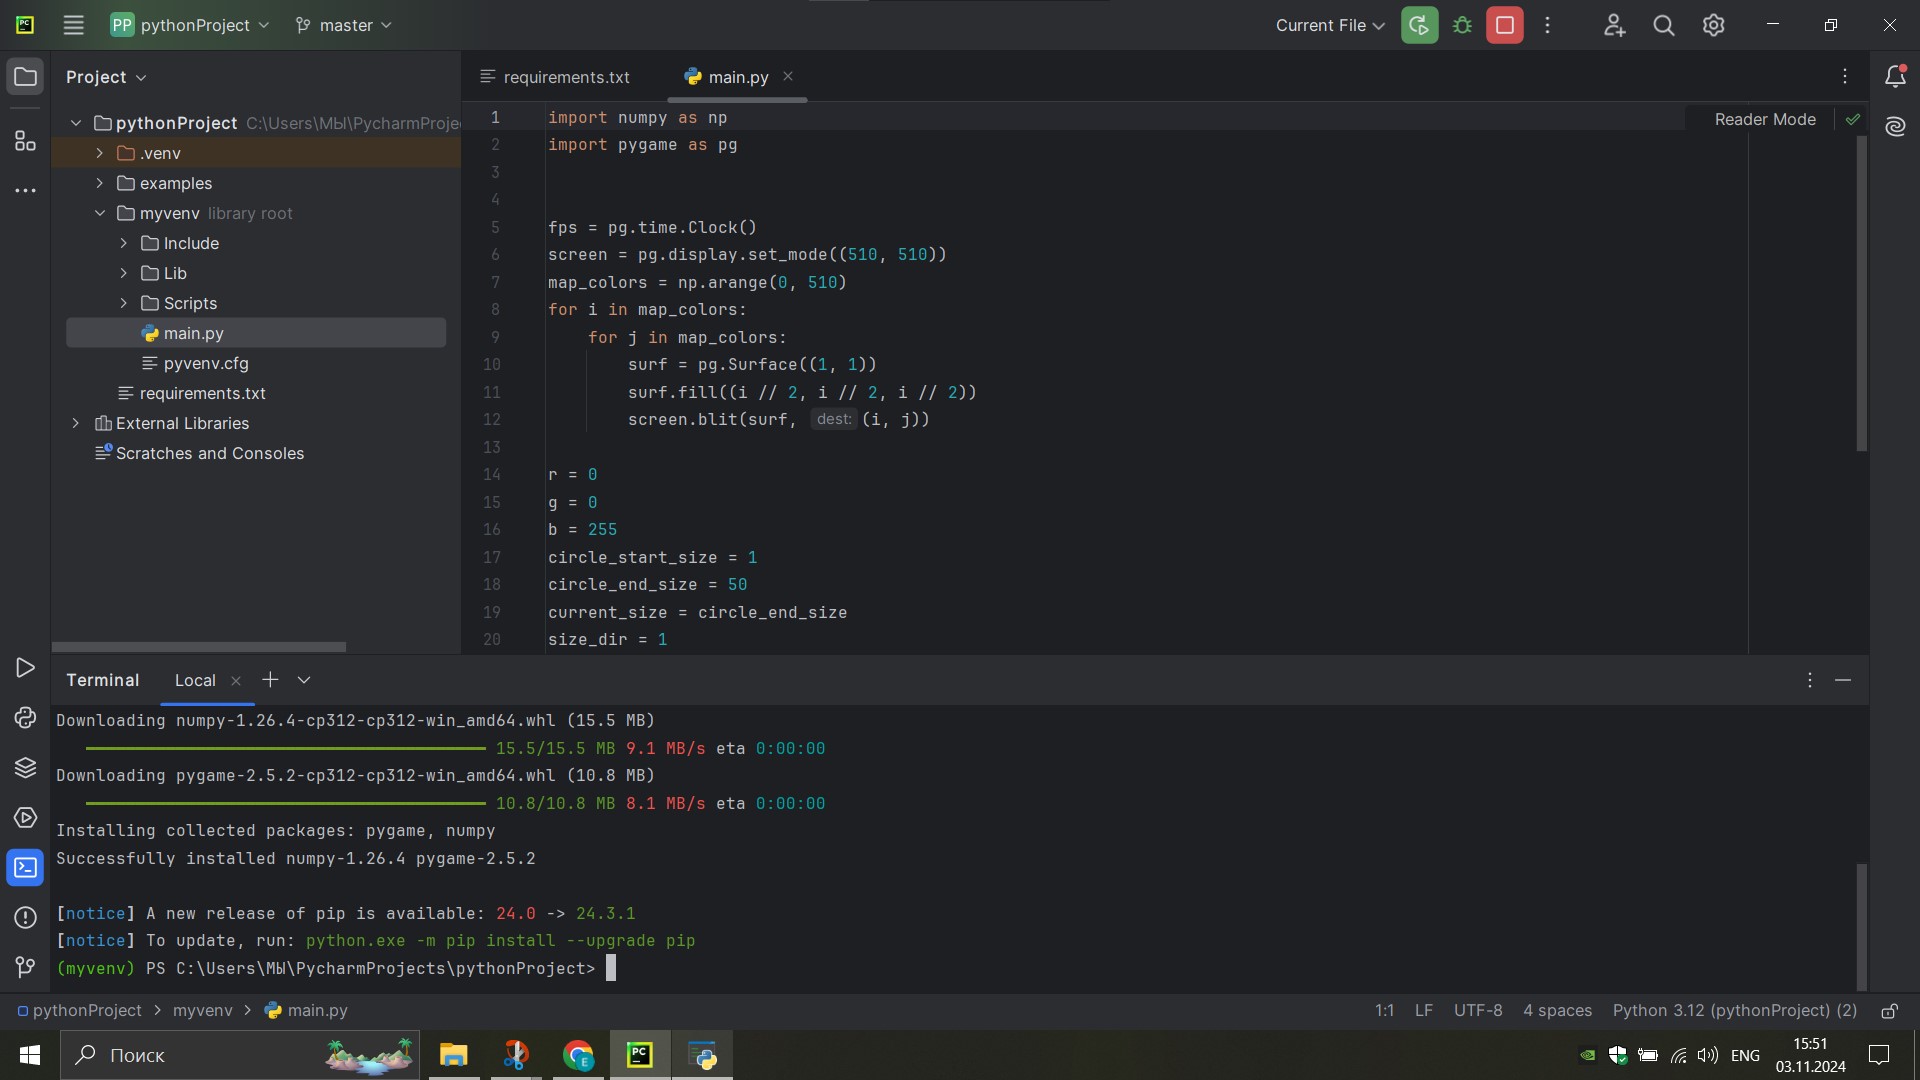 PP pythonProject
master
Current File
Project
requirements.txt
main.py
pythonProject C:\Users\Мы\PycharmProje
.venv
examples
myvenv library root
Include
Lib
Scripts
main.py
pyvenv.cfg
requirements.txt
External Libraries
Scratches and Consoles
Reader Mode
1 import numpy as np
2 import pygame as pg
3
4
5 fps = pg.time.Clock()
6 screen = pg.display.set_mode((510, 510))
7 map_colors = np.arange(0, 510)
8 for i in map_colors:
9 for j in map_colors:
10 surf = pg.Surface((1, 1))
11 surf.fill((i // 2, i // 2, i // 2))
12 screen.blit(surf, dest: (i, j))
13
14 r = 0
15 g = 0
16 b = 255
17 circle_start_size = 1
18 circle_end_size = 50
19 current_size = circle_end_size
20 size_dir = 1
Terminal
Local
Downloading numpy-1.26.4-cp312-cp312-win_amd64.whl (15.5 MB)
15.5/15.5 MB 9.1 MB/s eta 0:00:00
Downloading pygame-2.5.2-cp312-cp312-win_amd64.whl (10.8 MB)
10.8/10.8 MB 8.1 MB/s eta 0:00:00
Installing collected packages: pygame, numpy
Successfully installed numpy-1.26.4 pygame-2.5.2
[notice] A new release of pip is available: 24.0 -> 24.3.1
[notice] To update, run: python.exe -m pip install --upgrade pip
(myvenv) PS C:\Users\Мы\PycharmProjects\pythonProject>
pythonProject > myvenv > main.py
1:1 LF UTF-8 4 spaces Python 3.12 (pythonProject) (2)
Поиск
PC
E
ENG
15:51
03.11.2024